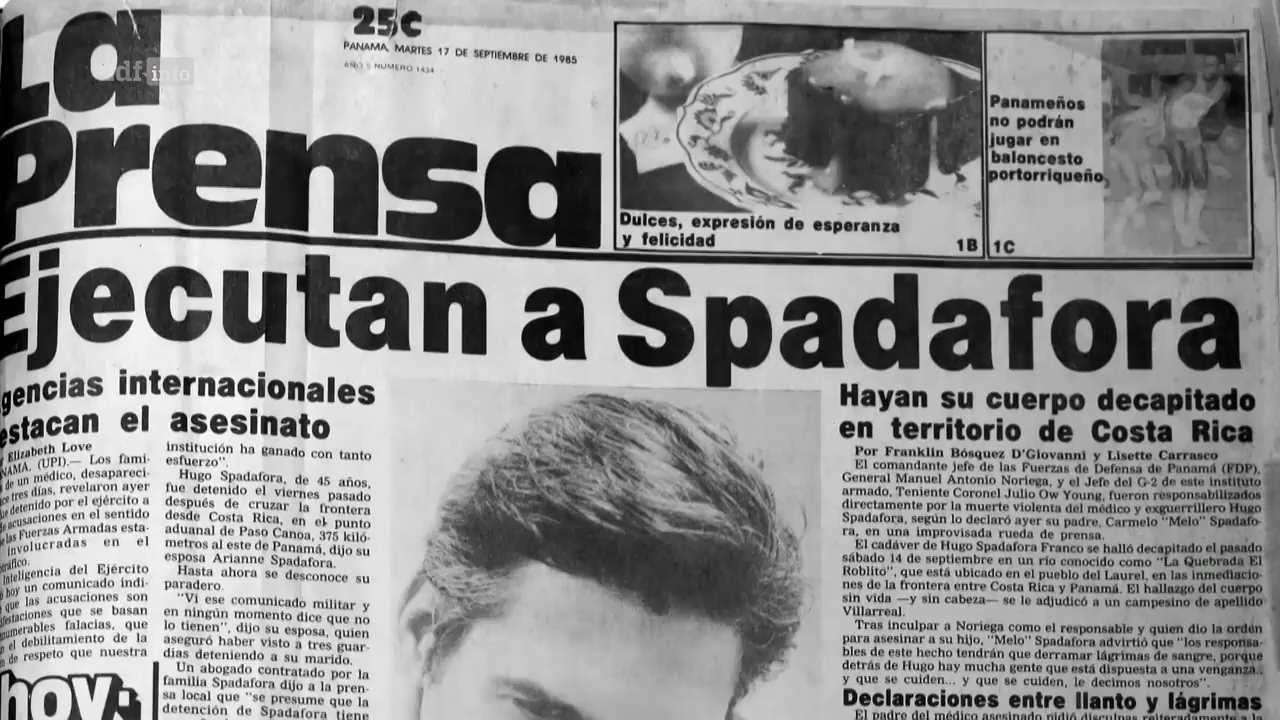 La
Prensa
zdf info
25¢
PANAMA, MARTES 17 DE SEPTIEMBRE DE 1985
AÑO 5 NUMERO 1434
Dulces, expresión de esperanza
y felicidad
1B
Panameños
no podrán
jugar en
baloncesto
portorriqueño
1C
Ejecutan a Spadafora
gencias internacionales
estacan el asesinato
Elizabeth Love
NAMA, (UPI).— Los fami-
de un médico, desapareci-
ce tres días, revelaron ayer
ue detenido por el ejército a
acusaciones en el sentido
las Fuerzas Armadas esta-
involucradas en el
Inteligencia del Ejército
hoy un comunicado indi-
que las acusaciones son
que se basan
falacias, que
el debilitamiento de la
de respeto que nuestra
hoy:
institución ha ganado con tanto
esfuerzo".
Hugo Spadafora, de 45 años,
fue detenido el viernes pasado
después de cruzar la frontera
desde Costa Rica, en el punto
aduanal de Paso Canoa, 375 kiló-
metros al este de Panamá, dijo su
esposa Arianne Spadafora.
Hasta ahora se desconoce su
paradero.
"Vi ese comunicado militar y
en ningún momento dice que no
lo tienen", dijo su esposa, quien
aseguró haber visto a tres guar-
dias deteniendo a su marido.
Un abogado contratado por la
familia Spadafora dijo a la pren-
sa local que "se presume que la
detención de Spadafora tiene
Hayan su cuerpo decapitado
en territorio de Costa Rica
Por Franklin Bósquez D'Giovanni y Lisette Carrasco
El comandante jefe de las Fuerzas de Defensa de Panamá (FDP),
General Manuel Antonio Noriega, y el Jefe del G-2 de este instituto
armado, Teniente Coronel Julio Ow Young, fueron responsabilizados
directamente por la muerte violenta del médico y exguerrillero Hugo
Spadafora, según lo declaró ayer su padre, Carmelo "Melo" Spadafo-
ra, en una improvisada rueda de prensa.
El cadáver de Hugo Spadafora Franco se halló decapitado el pasado
sábado 14 de septiembre en un río conocido como "La Quebrada El
Roblito", que está ubicado en el pueblo del Laurel, en las inmediacio-
nes de la frontera entre Costa Rica y Panamá. El hallazgo del cuerpo
sin vida —y sin cabeza— se le adjudicó a un campesino de apellido
Villarreal.
Tras inculpar a Noriega como el responsable y quien dio la orden
para asesinar a su hijo, "Melo" Spadafora advirtió que "los responsa-
bles de este hecho tendrán que derramar lágrimas de sangre, porque
detrás de Hugo hay mucha gente que está dispuesta a una venganza..
y que se cuiden... y que se cuiden, le decimos nosotros".
Declaraciones entre llanto y lágrimas
El padre del médico asesinado pidió disculpas reiteradamente a la